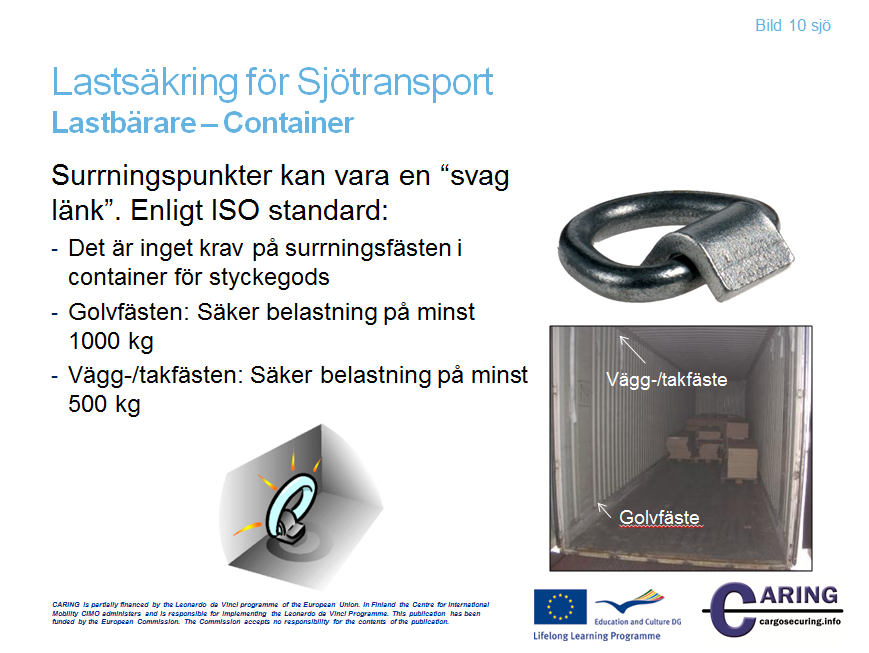 Bild 10 sjö
Lastsäkring för Sjötransport
Lastbärare – Container
Surrningspunkter kan vara en “svag
länk”. Enligt ISO standard:
- Det är inget krav på surrningsfästen i
container för styckegods
- Golvfästen: Säker belastning på minst
1000 kg
- Vägg-/takfästen: Säker belastning på minst
500 kg
Vägg-/takfäste
Golvfäste
CARING is partially financed by the Leonardo da Vinci programme of the European Union. In Finland the Centre for International
Mobility CIMO administers and is responsible for implementing the Leonardo da Vinci Programme. This publication has been
funded by the European Commission. The Commission accepts no responsibility for the contents of the publication.
Education and Culture DG
Lifelong Learning Programme
CARING
cargosecuring.info